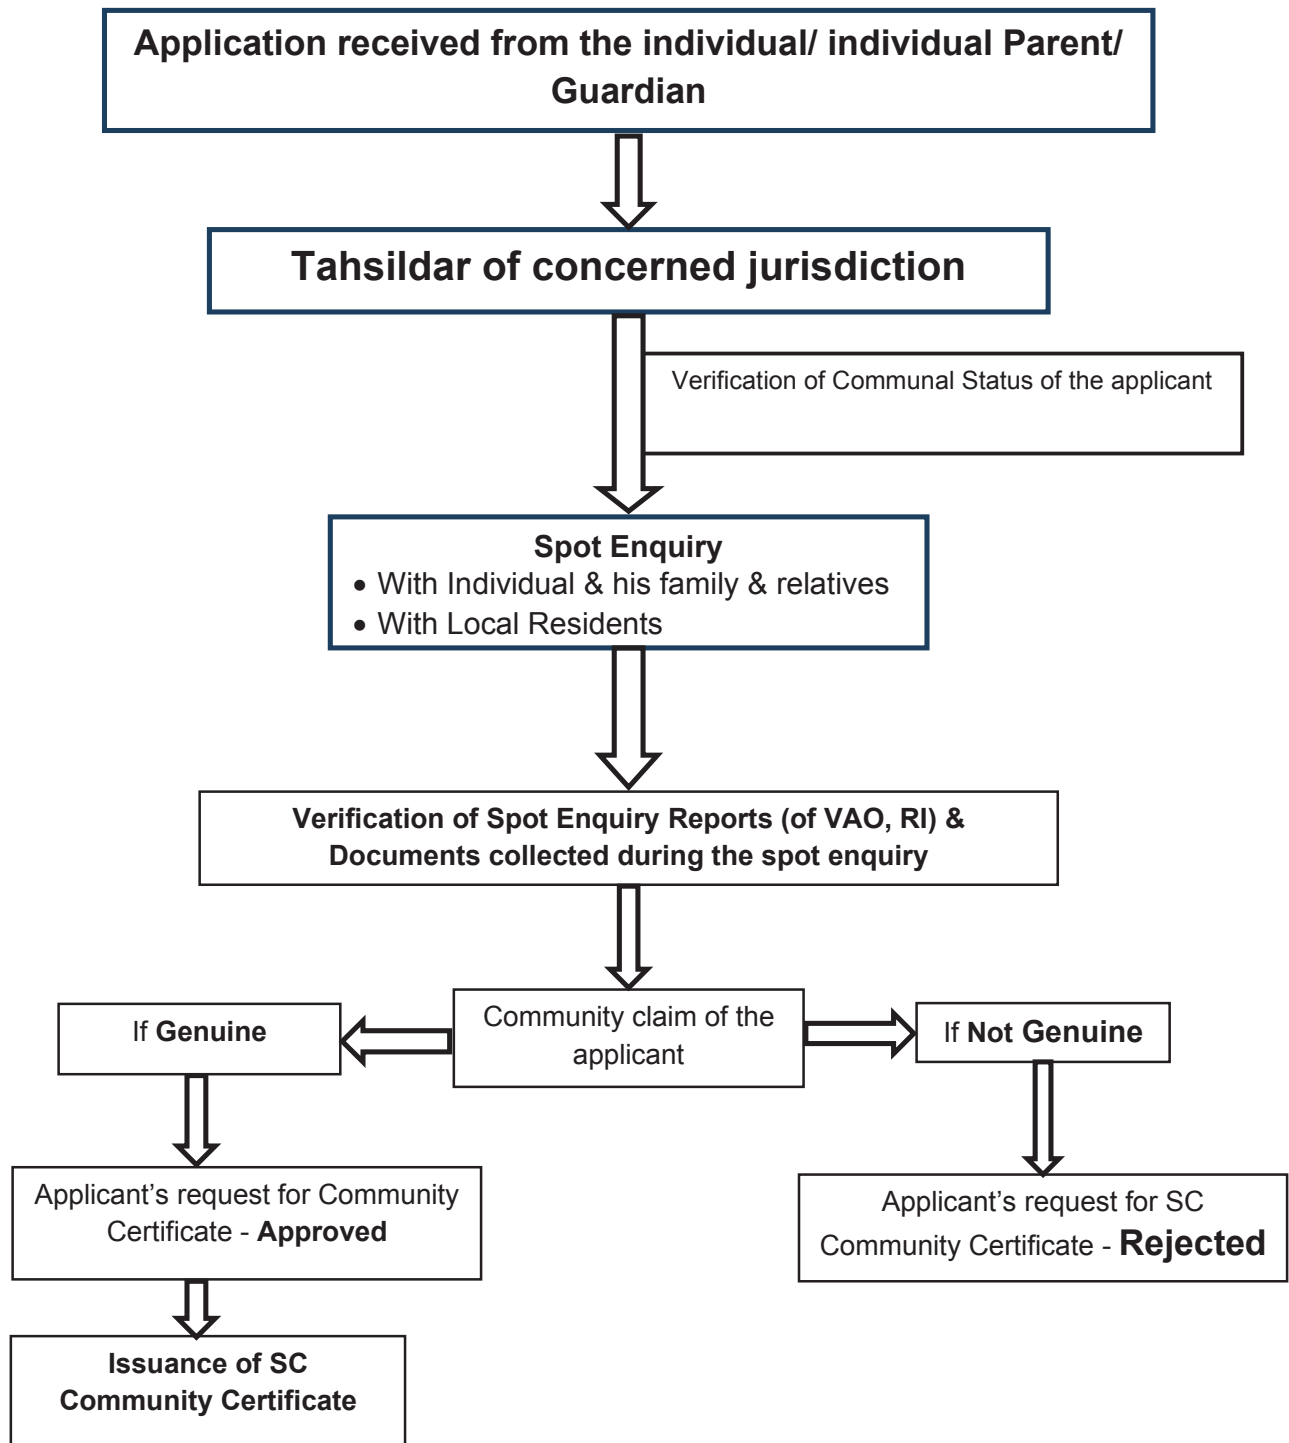 Application received from the individual/ individual Parent/
Guardian
Tahsildar of concerned jurisdiction
Verification of Communal Status of the applicant
Spot Enquiry
• With Individual & his family & relatives
• With Local Residents
Verification of Spot Enquiry Reports (of VAO, RI) &
Documents collected during the spot enquiry
Community claim of the
applicant
If Genuine
If Not Genuine
Applicant’s request for Community
Certificate - Approved
Applicant’s request for SC
Community Certificate - Rejected
Issuance of SC
Community Certificate